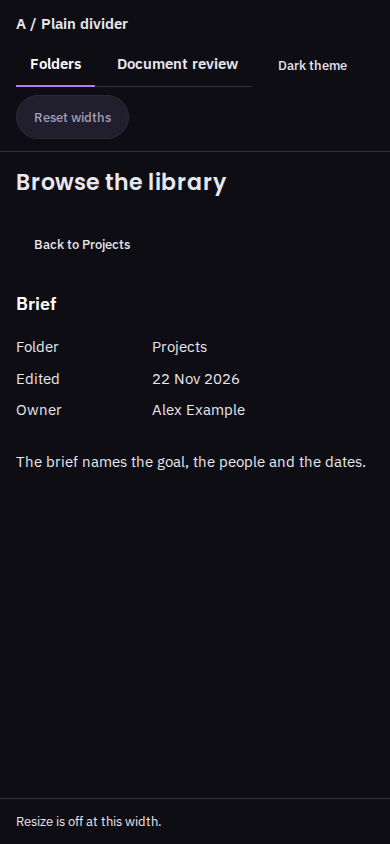 A / Plain divider
Folders Document review Dark theme
Reset widths
Browse the library
Back to Projects
Brief
Folder Projects
Edited 22 Nov 2026
Owner Alex Example
The brief names the goal, the people and the dates.
Resize is off at this width.